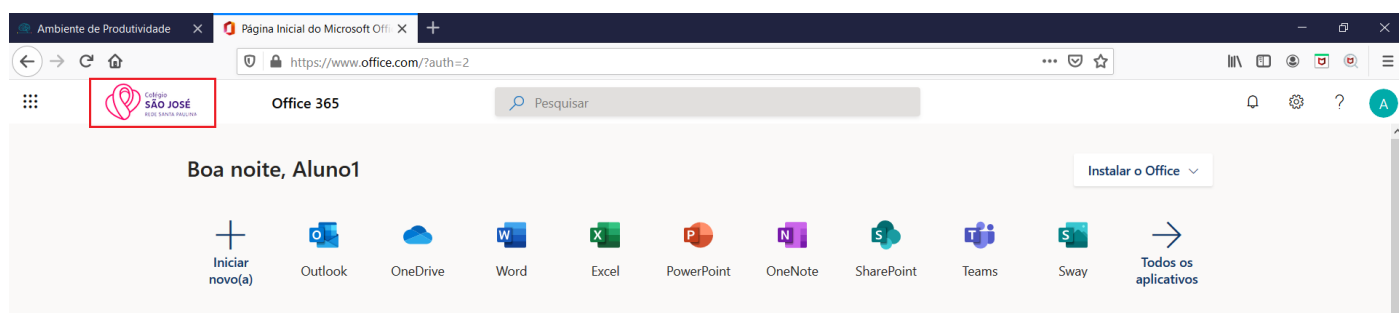 Ambiente de Produtividade
Página Inicial do Microsoft Offi
https://www.office.com/?auth=2
Colégio
SÃO JOSÉ
REDE SANTA PAULINA
Office 365
Pesquisar
A
Boa noite, Aluno1
Instalar o Office
Iniciar
novo(a)
Outlook
OneDrive
Word
Excel
PowerPoint
OneNote
SharePoint
Teams
Sway
Todos os
aplicativos